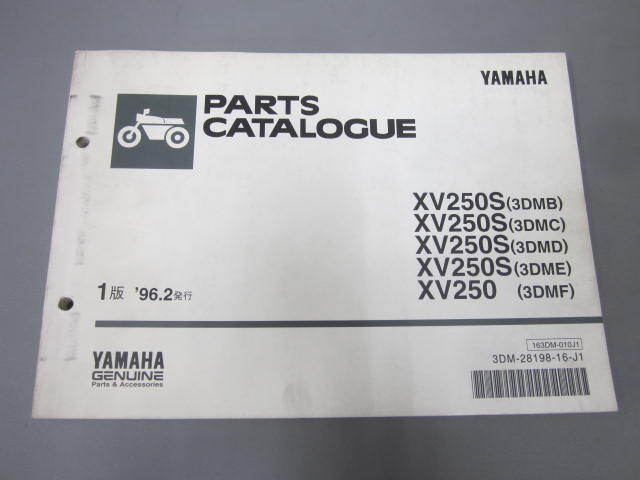 YAMAHA
PARTS
CATALOGUE
XV250S(3DMB)
XV250S(3DMC)
XV250S(3DMD)
XV250S(3DME)
XV250 (3DMF)
1版 '96.2発行
163DM-010J1
3DM-28198-16-J1
YAMAHA
GENUINE
Parts & Accessories